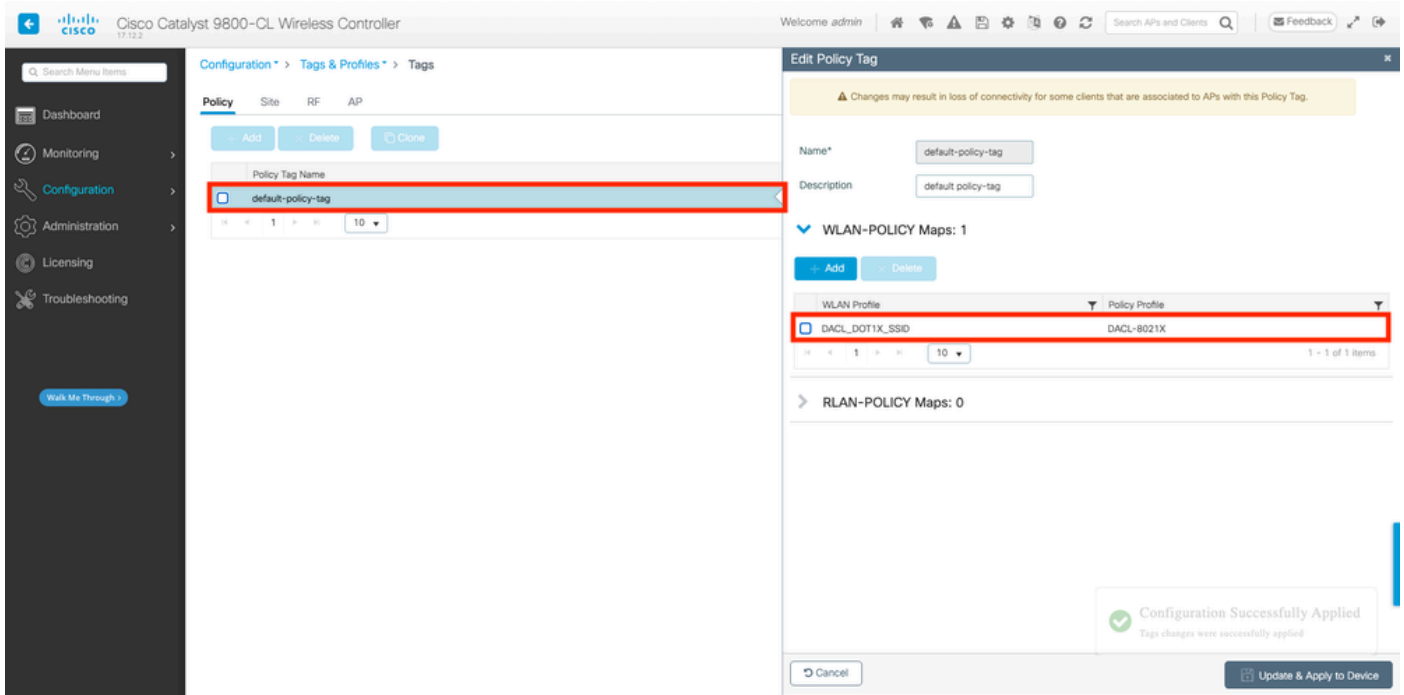 cisco
Cisco Catalyst 9800-CL Wireless Controller
17.12.2
Welcome admin
Search APs and Clients
Feedback
Search Menu Items
Dashboard
Monitoring
Configuration
Administration
Licensing
Troubleshooting
Walk Me Through >
Configuration > Tags & Profiles > Tags
Policy Site RF AP
+ Add × Delete Clone
Policy Tag Name
default-policy-tag
1 10
Edit Policy Tag
Changes may result in loss of connectivity for some clients that are associated to APs with this Policy Tag.
Name* default-policy-tag
Description default policy-tag
WLAN-POLICY Maps: 1
+ Add × Delete
WLAN Profile Policy Profile
DACL_DOT1X_SSID DACL-8021X
1 10 1 - 1 of 1 items
RLAN-POLICY Maps: 0
Configuration Successfully Applied
Tags changes were successfully applied
Cancel Update & Apply to Device